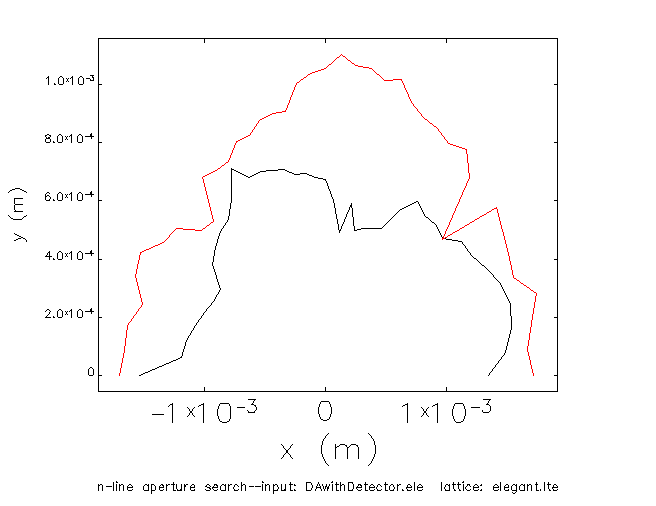 1.0×10⁻³
8.0×10⁻⁴
6.0×10⁻⁴
4.0×10⁻⁴
2.0×10⁻⁴
0
y (m)
−1×10⁻³ 0 1×10⁻³
x (m)
n-line aperture search--input: DAwithDetector.ele lattice: elegant.lte